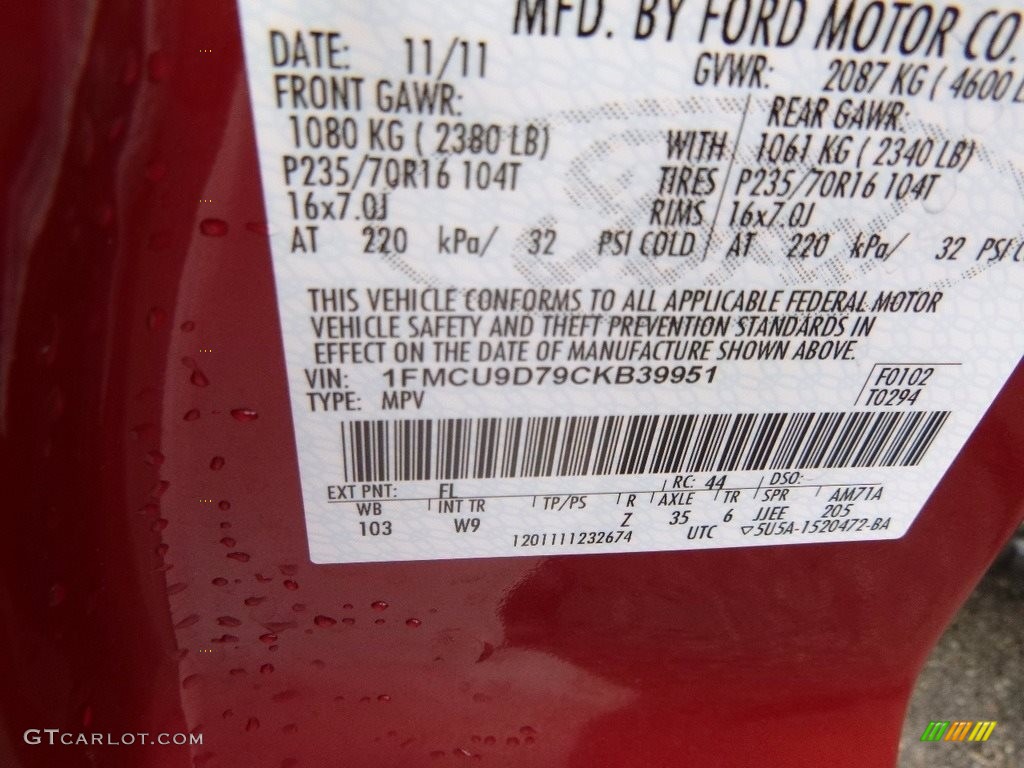 MFD. BY FORD MOTOR CO.
DATE: 11/11 GVWR: 2087 KG ( 4600 L
FRONT GAWR: REAR GAWR:
1080 KG ( 2380 LB) WITH 1061 KG ( 2340 LB)
P235/70R16 104T TIRES P235/70R16 104T
16x7.0J RIMS 16x7.0J
AT 220 kPa/ 32 PSI COLD AT 220 kPa/ 32 PSI C
THIS VEHICLE CONFORMS TO ALL APPLICABLE FEDERAL MOTOR
VEHICLE SAFETY AND THEFT PREVENTION STANDARDS IN
EFFECT ON THE DATE OF MANUFACTURE SHOWN ABOVE.
VIN: 1FMCU9D79CKB39951 F0102
TYPE: MPV T0294
EXT PNT: FL RC: 44 DSO:
WB INT TR TP/PS R AXLE TR SPR AM71A
103 W9 Z 35 6 JJEE 205
1201111232674 UTC ▽5U5A-1520472-BA
GTCARLOT.COM